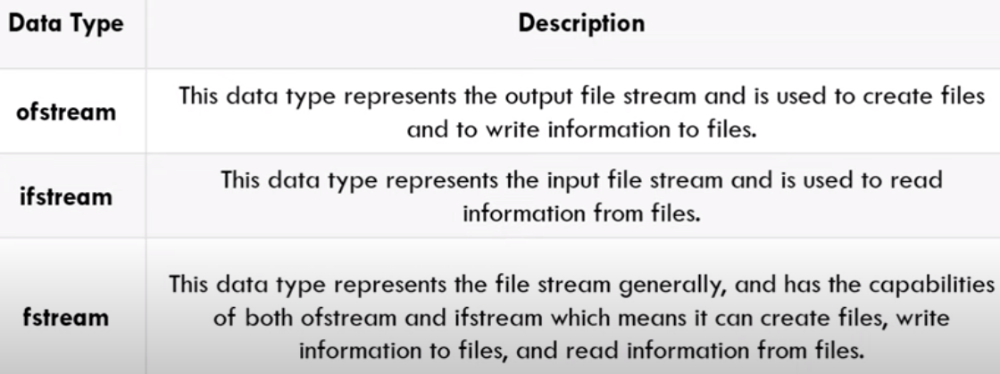 Data Type
Description
ofstream
This data type represents the output file stream and is used to create files
and to write information to files.
ifstream
This data type represents the input file stream and is used to read
information from files.
fstream
This data type represents the file stream generally, and has the capabilities
of both ofstream and ifstream which means it can create files, write
information to files, and read information from files.